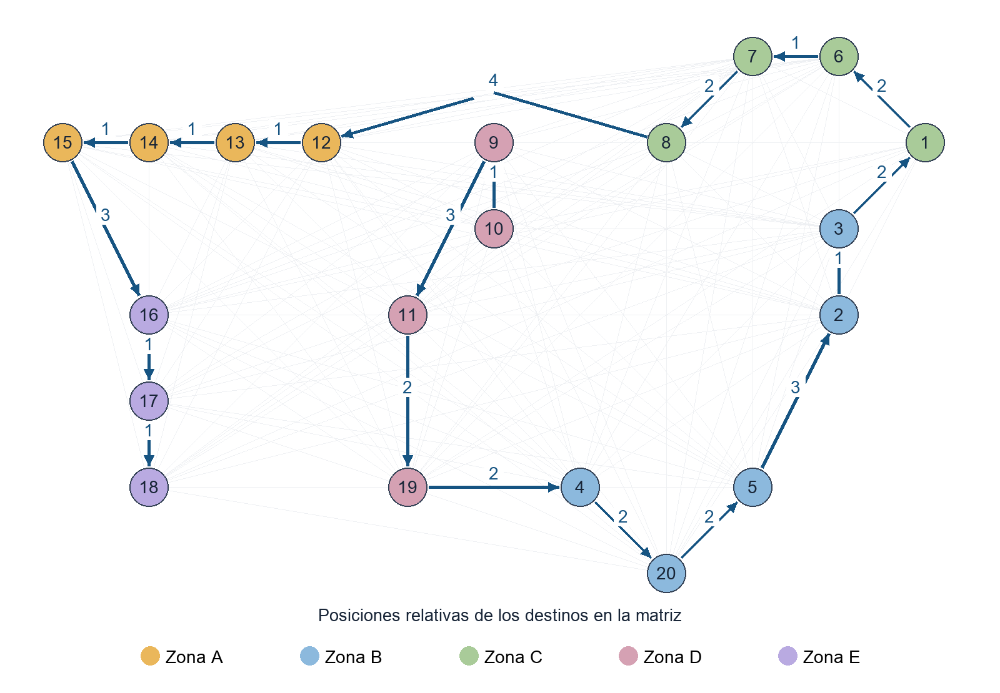 7 1 6
4 2 2
15 1 14 1 13 1 12 9 8 1
1 2
3 3 10 3
1
16 11 2
1
17 2 3
1
18 19 2 4 5
2 2
20
Posiciones relativas de los destinos en la matriz
Zona A Zona B Zona C Zona D Zona E